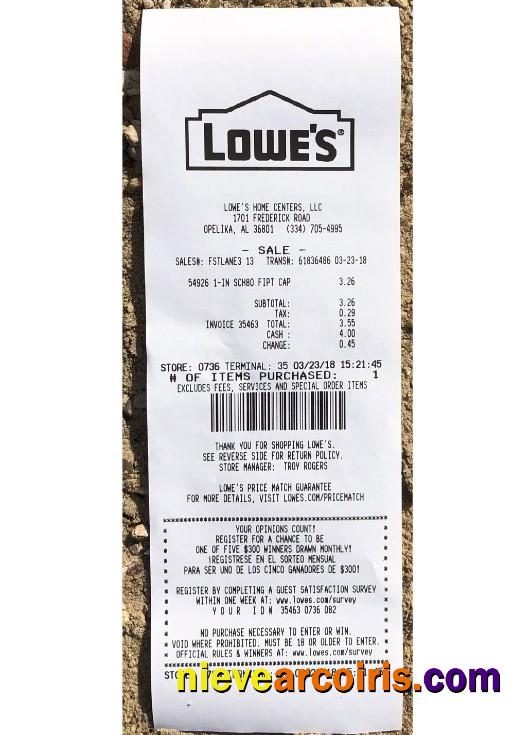 LOWE'S®
LOWE'S HOME CENTERS, LLC
1701 FREDERICK ROAD
OPELIKA, AL 36801 (334) 705-4995
- SALE -
SALES#: FSTLANE3 13 TRANS#: 61836486 03-23-18
54926 1-IN SCH80 FIPT CAP 3.26
SUBTOTAL: 3.26
TAX: 0.29
INVOICE 35463 TOTAL: 3.55
CASH : 4.00
CHANGE: 0.45
STORE: 0736 TERMINAL: 35 03/23/18 15:21:45
# OF ITEMS PURCHASED: 1
EXCLUDES FEES, SERVICES AND SPECIAL ORDER ITEMS
THANK YOU FOR SHOPPING LOWE'S.
SEE REVERSE SIDE FOR RETURN POLICY.
STORE MANAGER: TROY ROGERS
LOWE'S PRICE MATCH GUARANTEE
FOR MORE DETAILS, VISIT LOWES.COM/PRICEMATCH
YOUR OPINIONS COUNT!
REGISTER FOR A CHANCE TO BE
ONE OF FIVE $300 WINNERS DRAWN MONTHLY!
¡REGISTRESE EN EL SORTEO MENSUAL
PARA SER UNO DE LOS CINCO GANADORES DE $300!
REGISTER BY COMPLETING A GUEST SATISFACTION SURVEY
WITHIN ONE WEEK AT: www.lowes.com/survey
Y O U R I D # 35463 0736 082
NO PURCHASE NECESSARY TO ENTER OR WIN.
VOID WHERE PROHIBITED. MUST BE 18 OR OLDER TO ENTER.
OFFICIAL RULES & WINNERS AT: www.lowes.com/survey
nievearcoiris.com